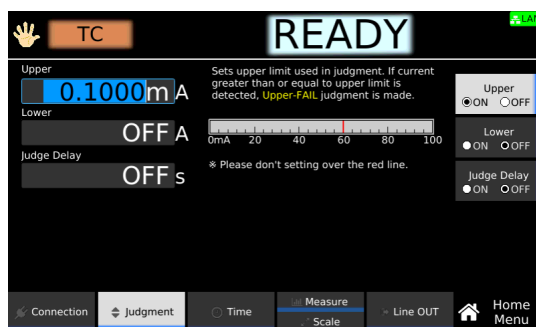 TC
READY
LAN
Upper
0.1000m A
Lower
OFF A
Judge Delay
OFF s
Sets upper limit used in judgment. If current
greater than or equal to upper limit is
detected, Upper-FAIL judgment is made.
0mA 20 40 60 80 100
※ Please don't setting over the red line.
Upper
ON OFF
Lower
ON OFF
Judge Delay
ON OFF
Connection
Judgment
Time
Measure
Scale
Line OUT
Home
Menu